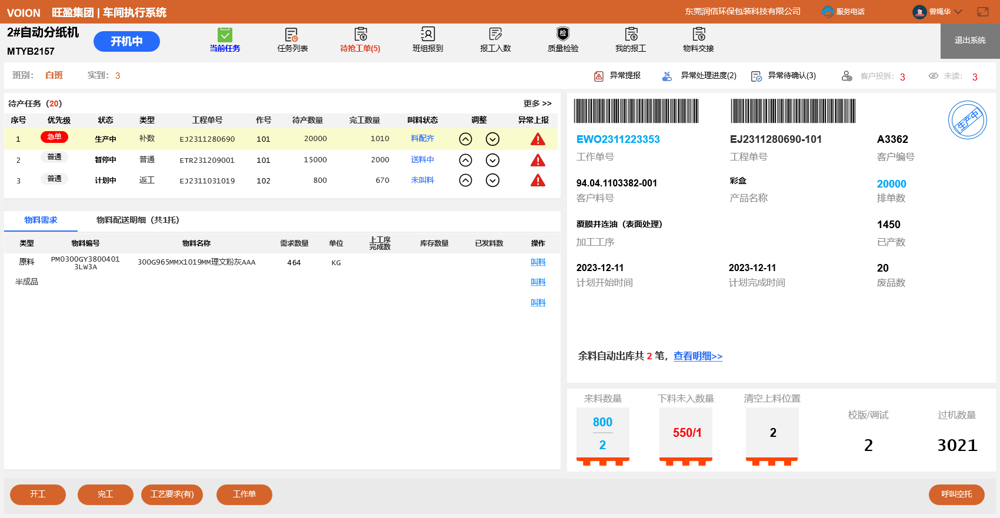 VOION 旺盈集团 | 车间执行系统 东莞润信环保包装科技有限公司 服务电话 曾绳华
2#自动分纸机
MTYB2157
开机中
当前任务 任务列表 待抢工单(5) 班组报到 报工入数 质量检验 我的报工 物料交接
检
退出系统
班别： 白班 实到： 3
异常提报 异常处理进度(2) 异常待确认(3) 客户投拆： 3 未读： 3
待产任务（20） 更多 >>
序号 优先级 状态 类型 工程单号 作号 待产数量 完工数量 叫料状态 调整 异常上报
1 急单 生产中 补数 EJ2311280690 101 20000 1010 料配齐
2 普通 暂停中 普通 ETR231209001 101 15000 2000 送料中
3 普通 计划中 返工 EJ2311031019 102 800 670 未叫料
物料需求 物料配送明细（共1托）
类型 物料编号 物料名称 需求数量 单位 上工序完成数 库存数量 已发料数 操作
原料 PM0300GY38004013LW3A 300G965MMX1019MM理文粉灰AAA 464 KG 叫料
半成品 叫料
叫料
生产中
EWO2311223353 EJ2311280690-101 A3362
工作单号 工程单号 客户编号
94.04.1103382-001 彩盒 20000
客户料号 产品名称 排单数
覆膜并连油（表面处理） 1450
加工工序 已产数
2023-12-11 2023-12-11 20
计划开始时间 计划完成时间 废品数
余料自动出库共 2 笔， 查看明细>>
来料数量 下料未入数量 清空上料位置 校版/调试 过机数量
800
2
550/1 2 2 3021
开工 完工 工艺要求(有) 工作单 呼叫空托